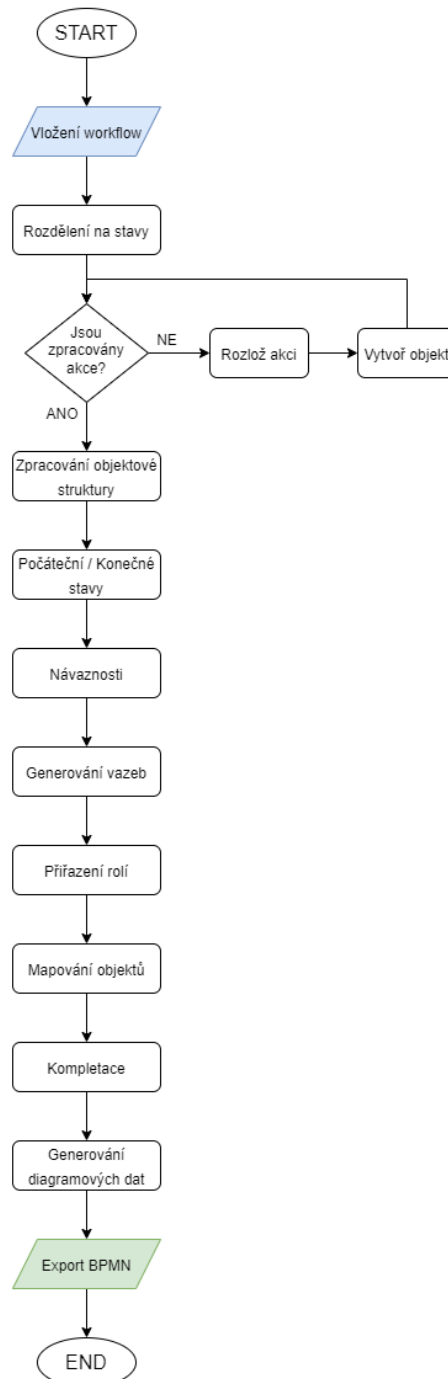 START
Vložení workflow
Rozdělení na stavy
Jsou
zpracovány
akce?
NE
Rozlož akci
Vytvoř objekt
ANO
Zpracování objektové
struktury
Počáteční / Konečné
stavy
Návaznosti
Generování vazeb
Přiřazení rolí
Mapování objektů
Kompletace
Generování
diagramových dat
Export BPMN
END